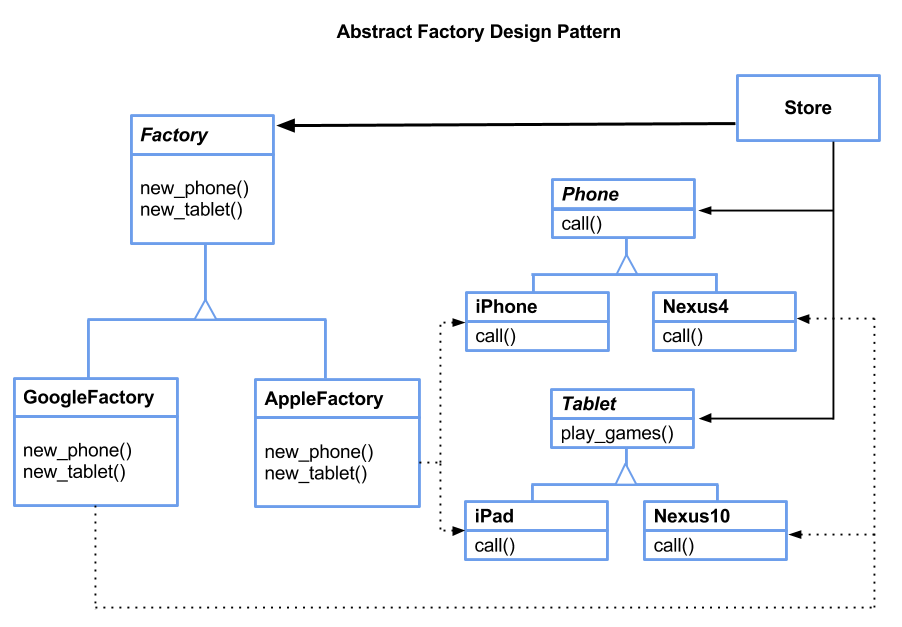 Abstract Factory Design Pattern
Store
Factory
new_phone()
new_tablet()
Phone
call()
iPhone
call()
Nexus4
call()
GoogleFactory
new_phone()
new_tablet()
AppleFactory
new_phone()
new_tablet()
Tablet
play_games()
iPad
call()
Nexus10
call()